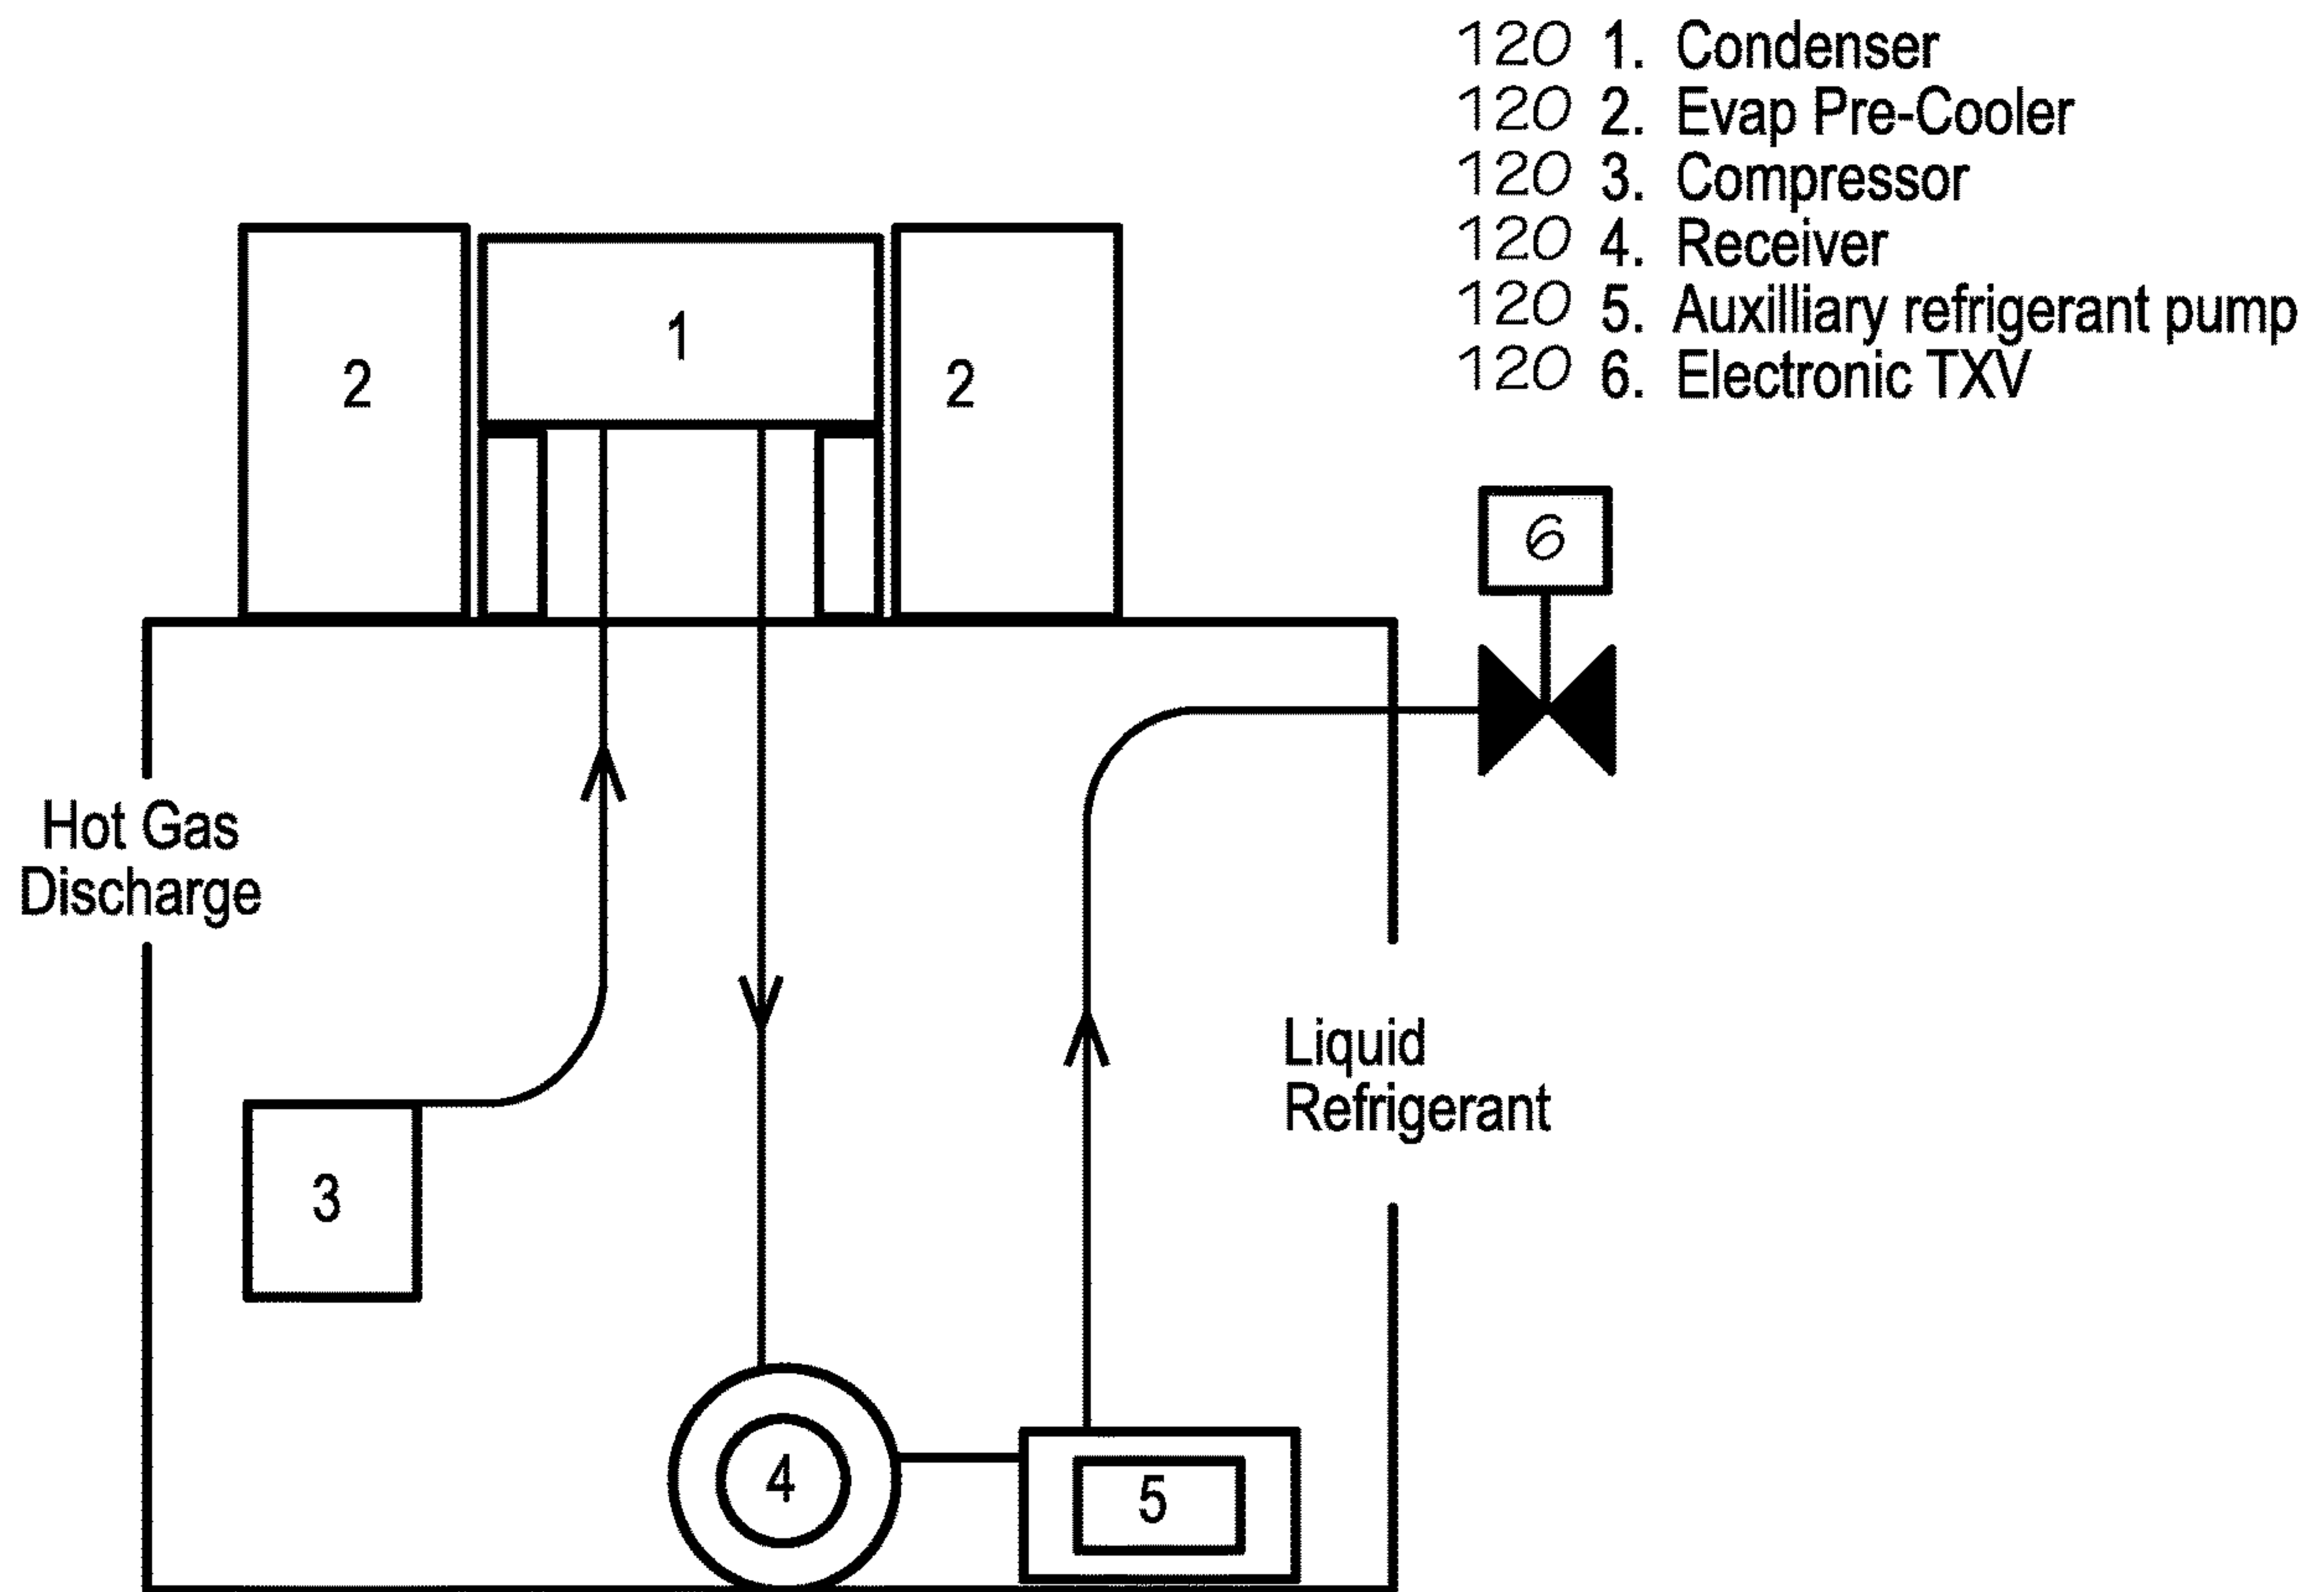 120 1. Condenser
120 2. Evap Pre-Cooler
120 3. Compressor
120 4. Receiver
120 5. Auxilliary refrigerant pump
120 6. Electronic TXV
2
1
2
6
Hot Gas
Discharge
Liquid
Refrigerant
3
4
5